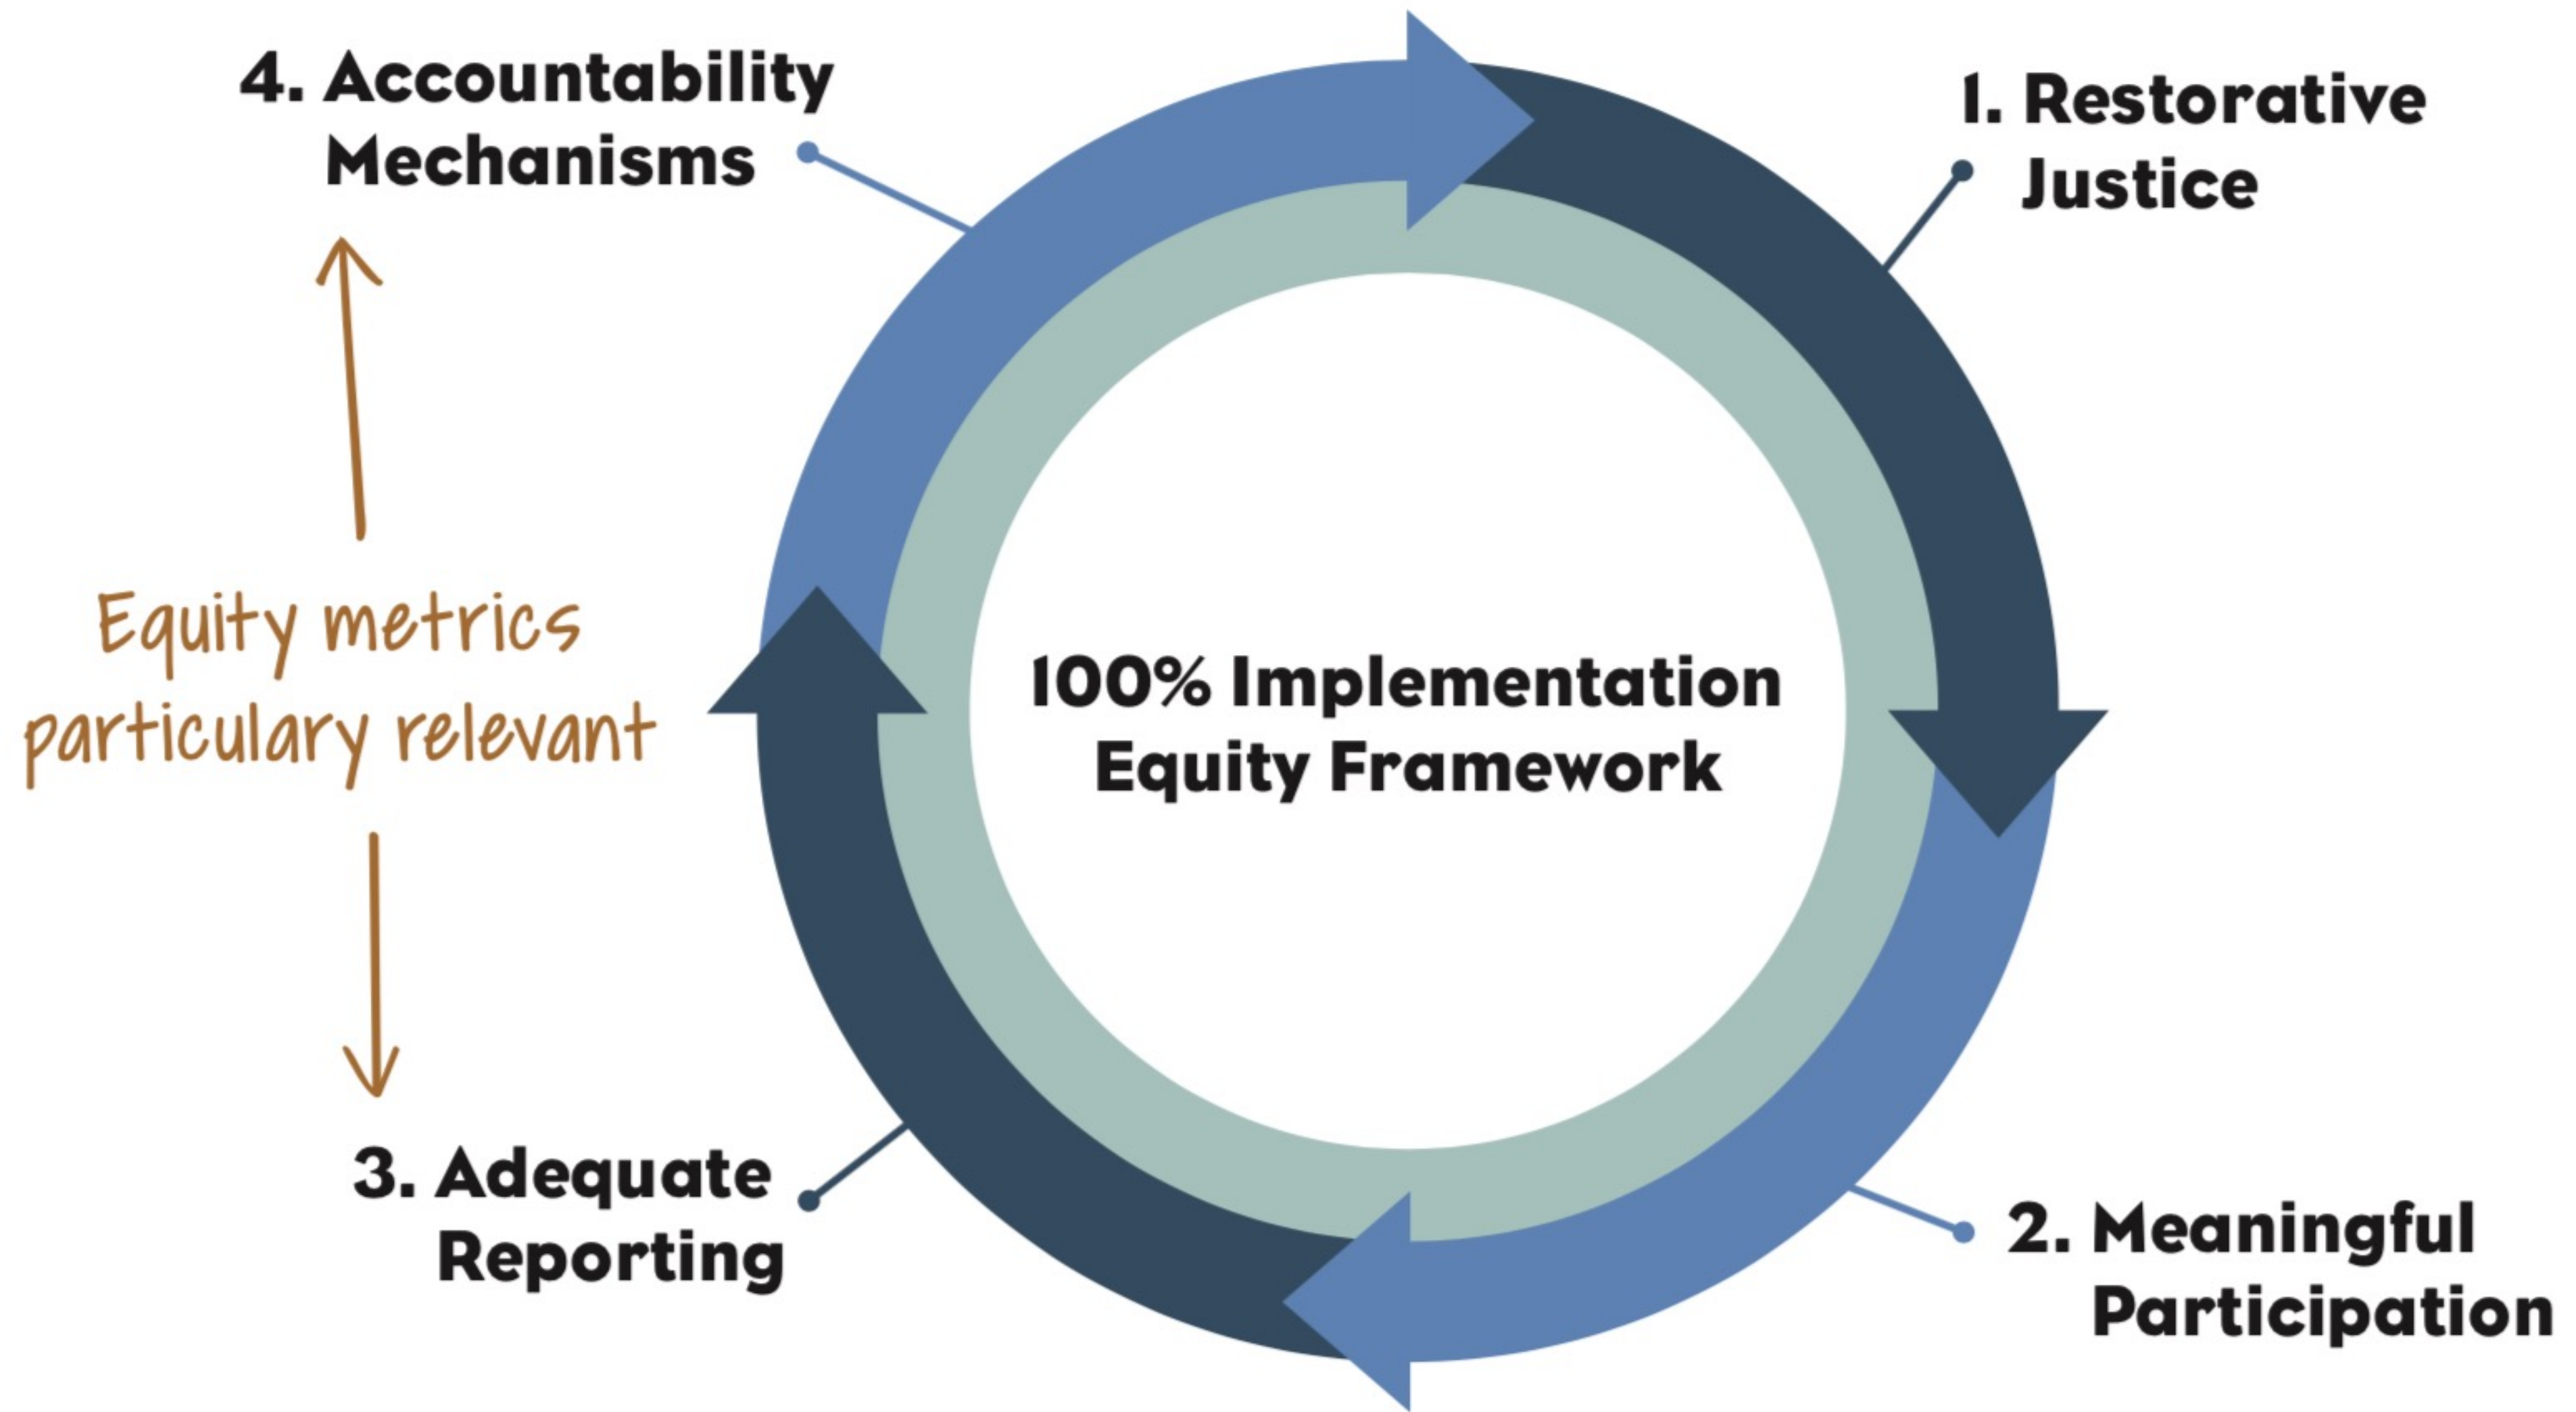 4. Accountability
Mechanisms
1. Restorative
Justice
Equity metrics
particulary relevant
100% Implementation
Equity Framework
3. Adequate
Reporting
2. Meaningful
Participation